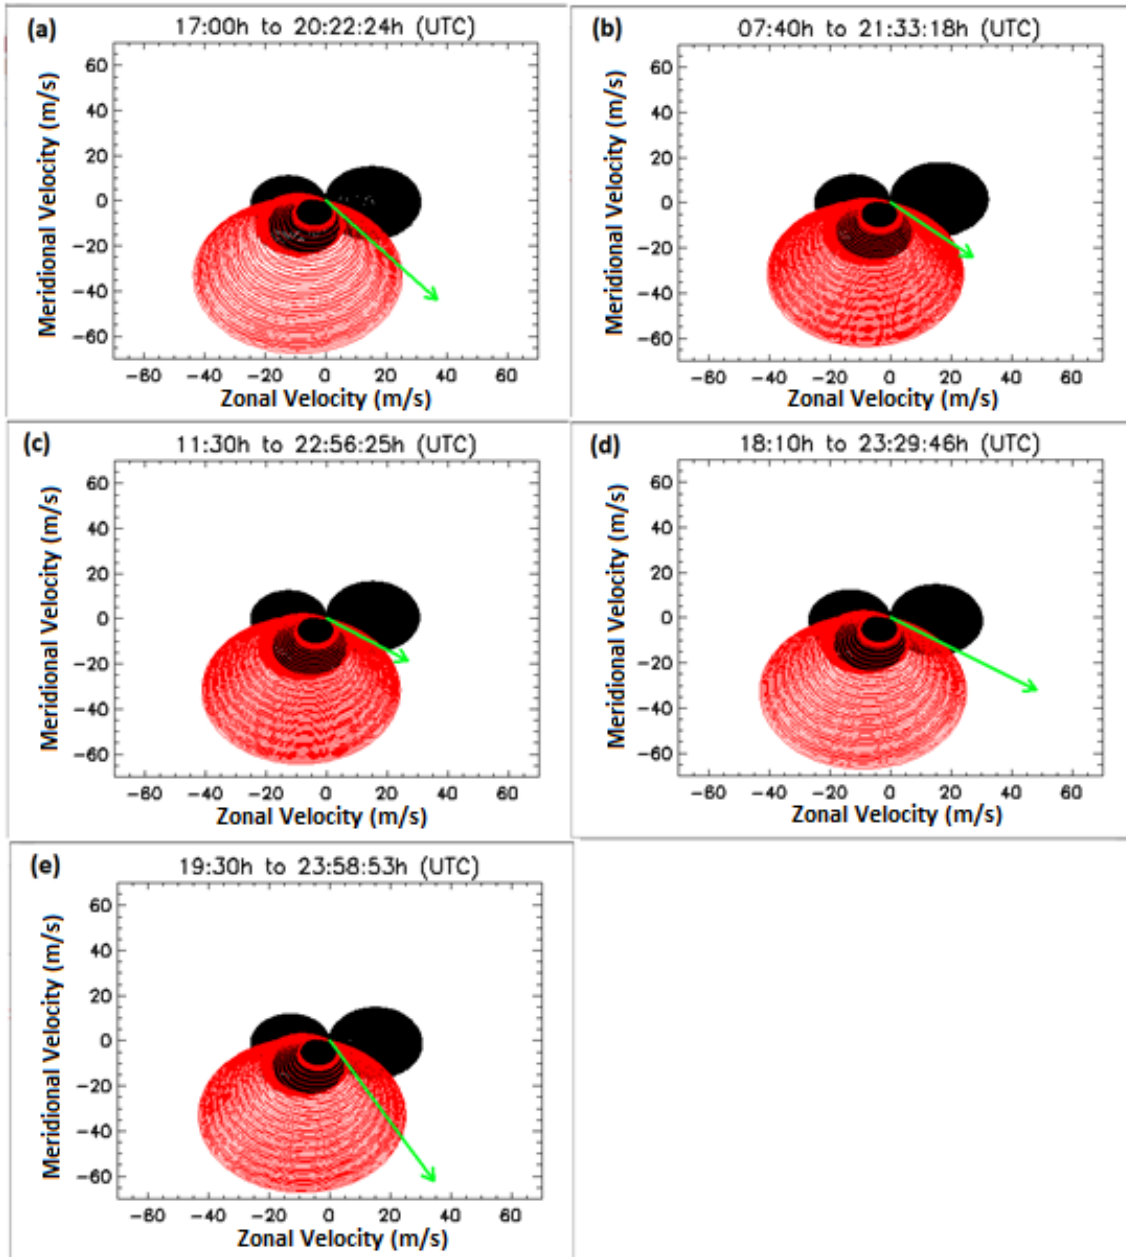 (a) 17:00h to 20:22:24h (UTC)
Meridional Velocity (m/s)
60
40
20
0
−20
−40
−60
−60 −40 −20 0 20 40 60
Zonal Velocity (m/s)
(b) 07:40h to 21:33:18h (UTC)
Meridional Velocity (m/s)
60
40
20
0
−20
−40
−60
−60 −40 −20 0 20 40 60
Zonal Velocity (m/s)
(c) 11:30h to 22:56:25h (UTC)
Meridional Velocity (m/s)
60
40
20
0
−20
−40
−60
−60 −40 −20 0 20 40 60
Zonal Velocity (m/s)
(d) 18:10h to 23:29:46h (UTC)
Meridional Velocity (m/s)
60
40
20
0
−20
−40
−60
−60 −40 −20 0 20 40 60
Zonal Velocity (m/s)
(e) 19:30h to 23:58:53h (UTC)
Meridional Velocity (m/s)
60
40
20
0
−20
−40
−60
−60 −40 −20 0 20 40 60
Zonal Velocity (m/s)